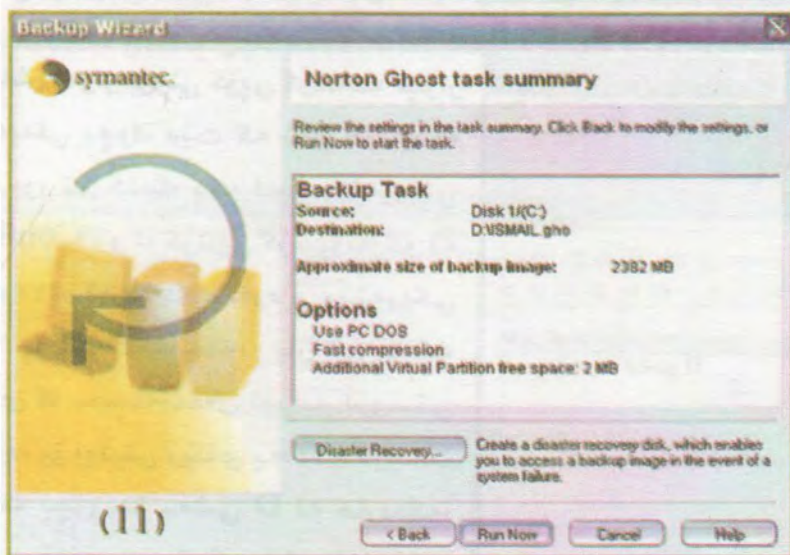 Backup Wizard
symantec.
Norton Ghost task summary
Review the settings in the task summary. Click Back to modify the settings, or
Run Now to start the task.
Backup Task
Source: Disk 1/(C:)
Destination: D:\ISMAIL.gho
Approximate size of backup image: 2382 MB
Options
Use PC DOS
Fast compression
Additional Virtual Partition free space: 2 MB
Disaster Recovery...
Create a disaster recovery disk, which enables
you to access a backup image in the event of a
system failure.
(11)
< Back
Run Now
Cancel
Help